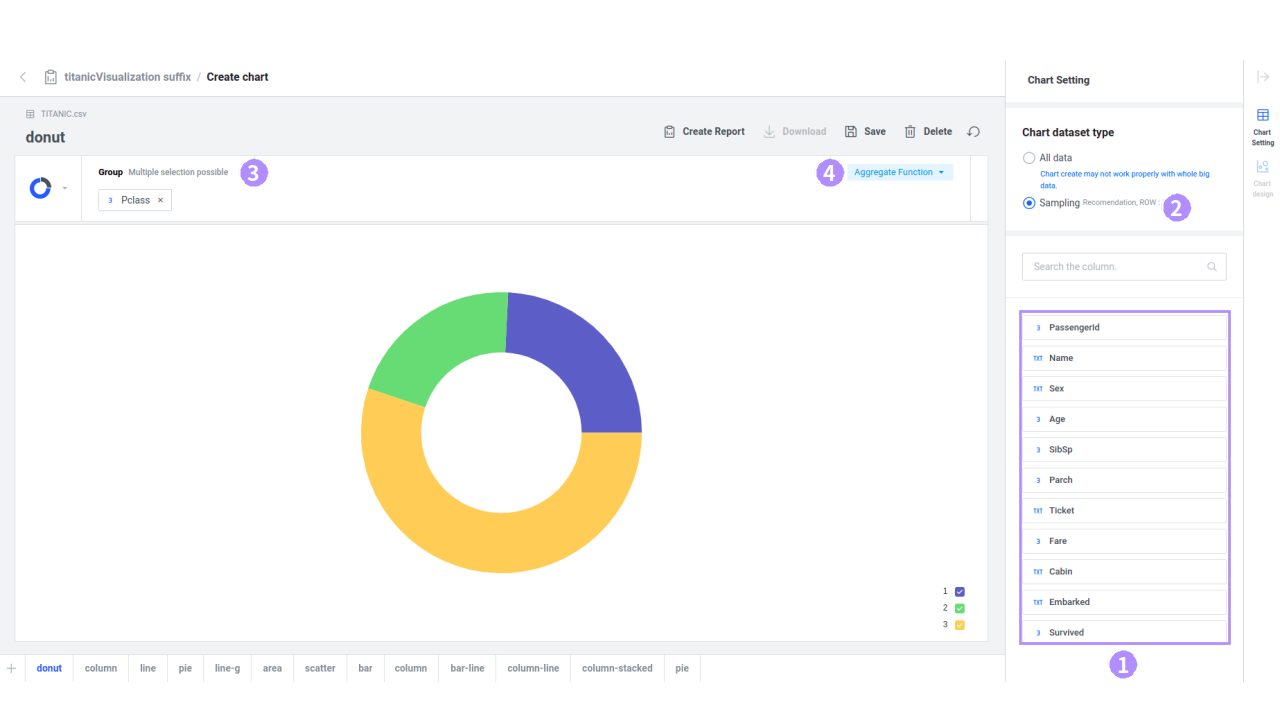 titanicVisualization suffix / Create chart
TITANIC.csv
donut
Create Report
Download
Save
Delete
Group Multiple selection possible
3
4
Aggregate Function
3 Pclass ×
1
2
3
+
donut
column
line
pie
line-g
area
scatter
bar
column
bar-line
column-line
column-stacked
pie
Chart Setting
Chart dataset type
All data
Chart create may not work properly with whole big
data.
Sampling Recomendation, ROW :
2
Search the column.
3 PassengerId
TXT Name
TXT Sex
3 Age
3 SibSp
3 Parch
TXT Ticket
3 Fare
TXT Cabin
TXT Embarked
3 Survived
1
Chart
Setting
Chart
design